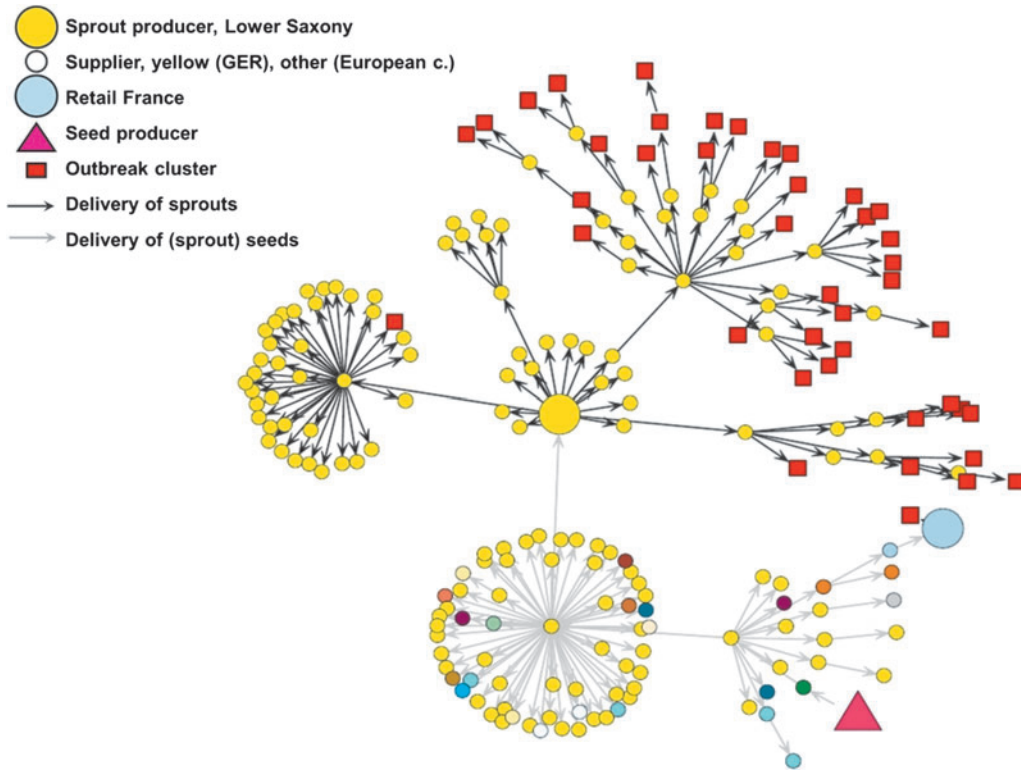 Sprout producer, Lower Saxony
Supplier, yellow (GER), other (European c.)
Retail France
Seed producer
Outbreak cluster
Delivery of sprouts
Delivery of (sprout) seeds